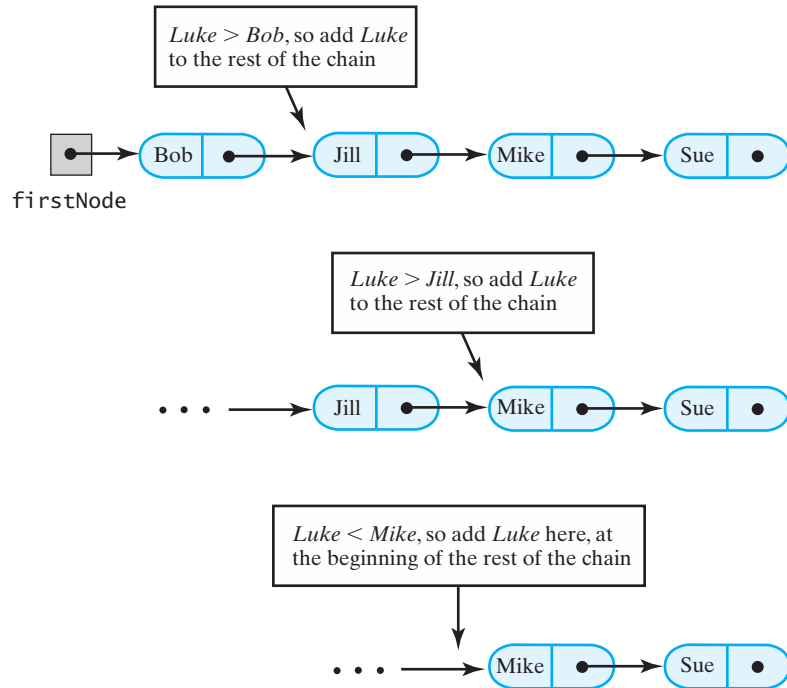 Luke > Bob, so add Luke
to the rest of the chain
Bob
Jill
Mike
Sue
firstNode
Luke > Jill, so add Luke
to the rest of the chain
Jill
Mike
Sue
Luke < Mike, so add Luke here, at
the beginning of the rest of the chain
Mike
Sue